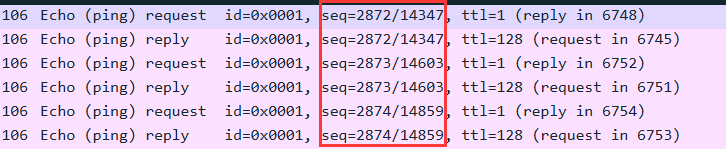 106 Echo (ping) request id=0x0001, seq=2872/14347, ttl=1 (reply in 6748)
106 Echo (ping) reply id=0x0001, seq=2872/14347, ttl=128 (request in 6745)
106 Echo (ping) request id=0x0001, seq=2873/14603, ttl=1 (reply in 6752)
106 Echo (ping) reply id=0x0001, seq=2873/14603, ttl=128 (request in 6751)
106 Echo (ping) request id=0x0001, seq=2874/14859, ttl=1 (reply in 6754)
106 Echo (ping) reply id=0x0001, seq=2874/14859, ttl=128 (request in 6753)